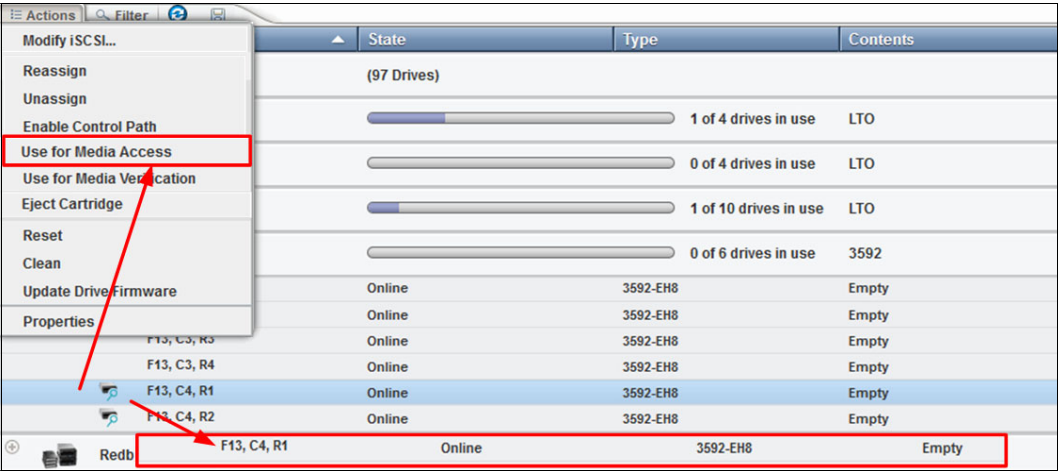 Actions Filter
State Type Contents
Modify iSCSI...
Reassign
Unassign
Enable Control Path
Use for Media Access
Use for Media Verification
Eject Cartridge
Reset
Clean
Update Drive Firmware
Properties
(97 Drives)
1 of 4 drives in use LTO
0 of 4 drives in use LTO
1 of 10 drives in use LTO
0 of 6 drives in use 3592
Online 3592-EH8 Empty
Online 3592-EH8 Empty
F13, C3, R3 Online 3592-EH8 Empty
F13, C3, R4 Online 3592-EH8 Empty
F13, C4, R1 Online 3592-EH8 Empty
F13, C4, R2 Online 3592-EH8 Empty
Redb F13, C4, R1 Online 3592-EH8 Empty